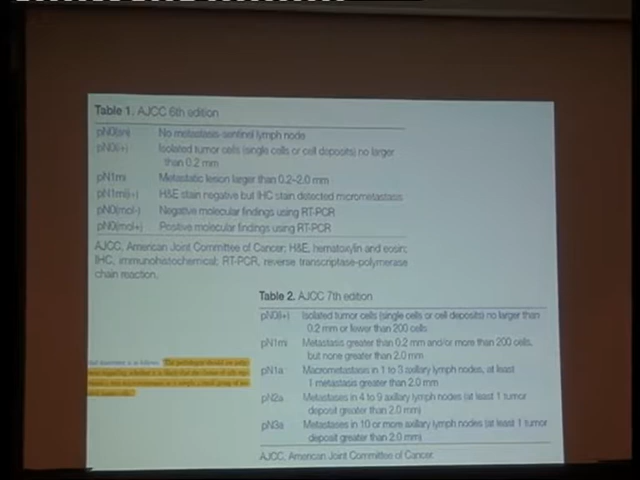 Table 1. AJCC 6th edition
pN0(sn) No metastasis-sentinel lymph node
pN0(i+) Isolated tumor cells (single cells or cell deposits) no larger
than 0.2 mm
pN1mi Metastatic lesion larger than 0.2–2.0 mm
pN1mi(i+) H&E stain negative but IHC stain detected micrometastasis
pN0(mol-) Negative molecular findings using RT-PCR
pN0(mol+) Positive molecular findings using RT-PCR
AJCC, American Joint Committee of Cancer; H&E, hematoxylin and eosin;
IHC, immunohistochemical; RT-PCR, reverse transcriptase-polymerase
chain reaction.
Table 2. AJCC 7th edition
pN0(i+) Isolated tumor cells (single cells or cell deposits) no larger than
0.2 mm or fewer than 200 cells
pN1mi Metastasis greater than 0.2 mm and/or more than 200 cells,
but none greater than 2.0 mm
pN1a Macrometastases in 1 to 3 axillary lymph nodes, at least
1 metastasis greater than 2.0 mm
pN2a Metastases in 4 to 9 axillary lymph nodes (at least 1 tumor
deposit greater than 2.0 mm)
pN3a Metastases in 10 or more axillary lymph nodes (at least 1 tumor
deposit greater than 2.0 mm)
AJCC, American Joint Committee of Cancer.